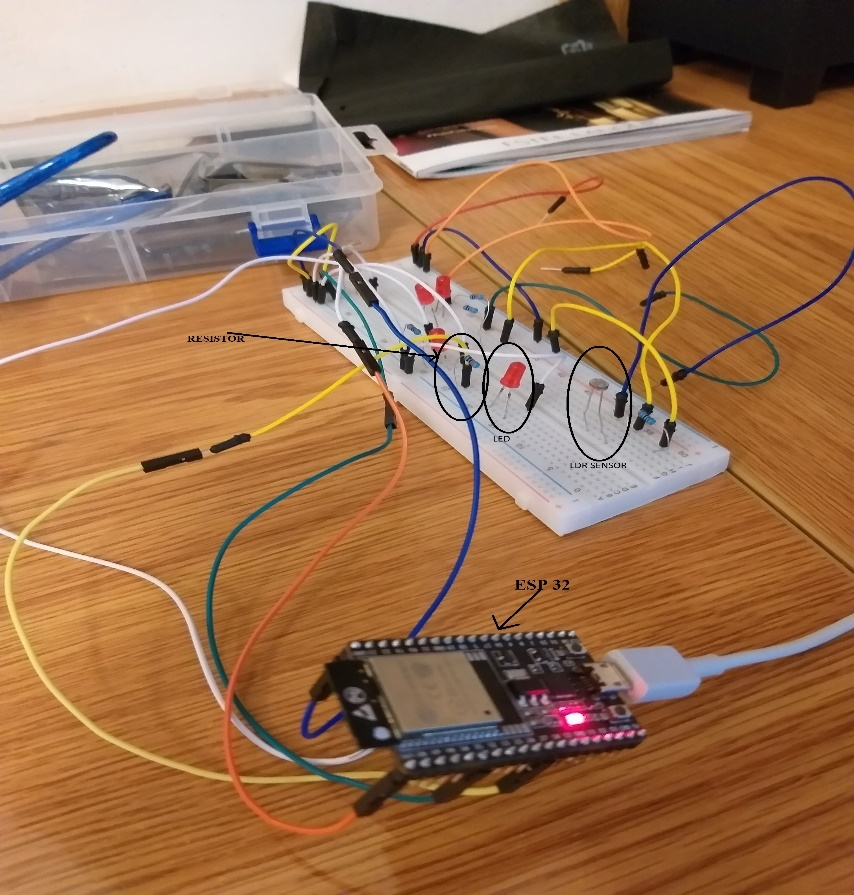 RESISTOR
LED
LDR SENSOR
ESP 32